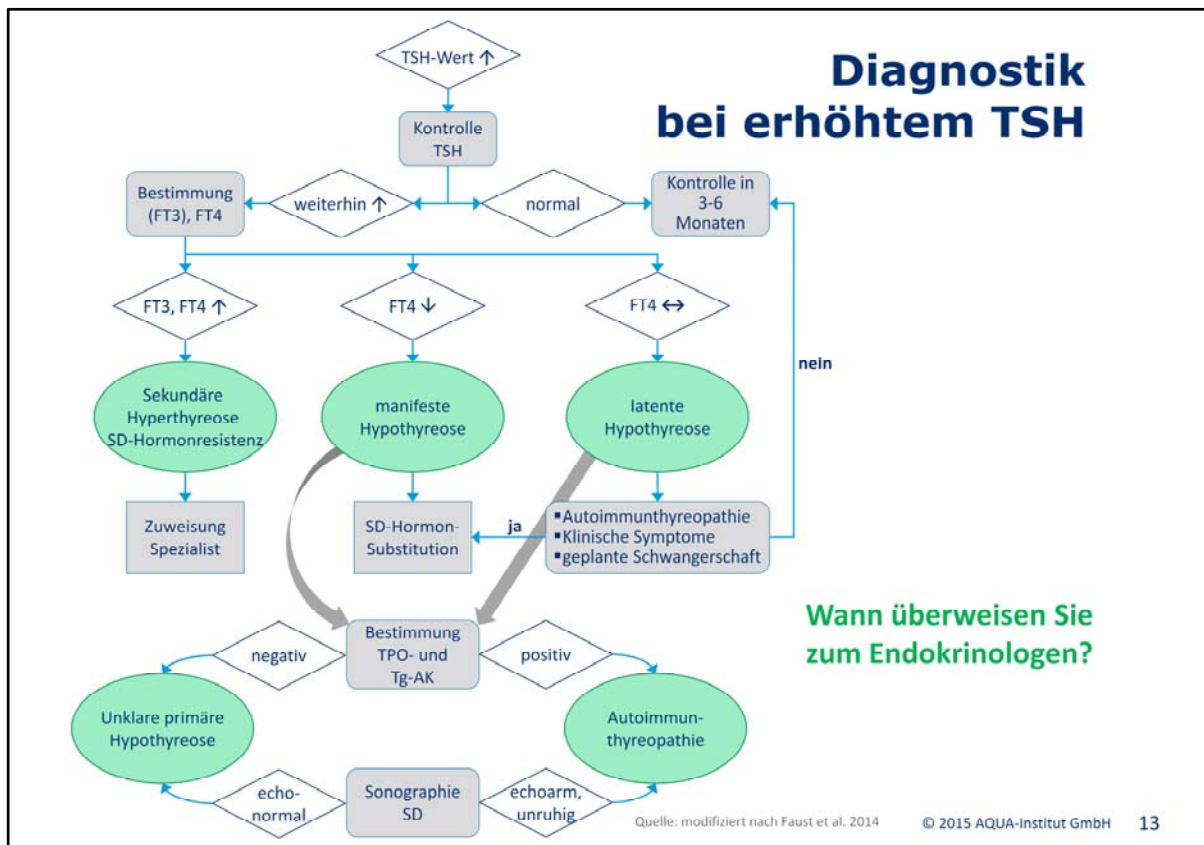 Diagnostik
bei erhöhtem TSH
TSH-Wert ↑
Kontrolle
TSH
Bestimmung
(FT3), FT4
weiterhin ↑
normal
Kontrolle in
3-6
Monaten
FT3, FT4 ↑
FT4 ↓
FT4 ↔
nein
Sekundäre
Hyperthyreose
SD-Hormonresistenz
manifeste
Hypothyreose
latente
Hypothyreose
Zuweisung
Spezialist
SD-Hormon-
Substitution
ja
▪Autoimmunthyreopathie
▪Klinische Symptome
▪geplante Schwangerschaft
Wann überweisen Sie
zum Endokrinologen?
negativ
Bestimmung
TPO- und
Tg-AK
positiv
Unklare primäre
Hypothyreose
Autoimmun-
thyreopathie
echo-
normal
Sonographie
SD
echoarm,
unruhig
Quelle: modifiziert nach Faust et al. 2014
© 2015 AQUA-Institut GmbH 13